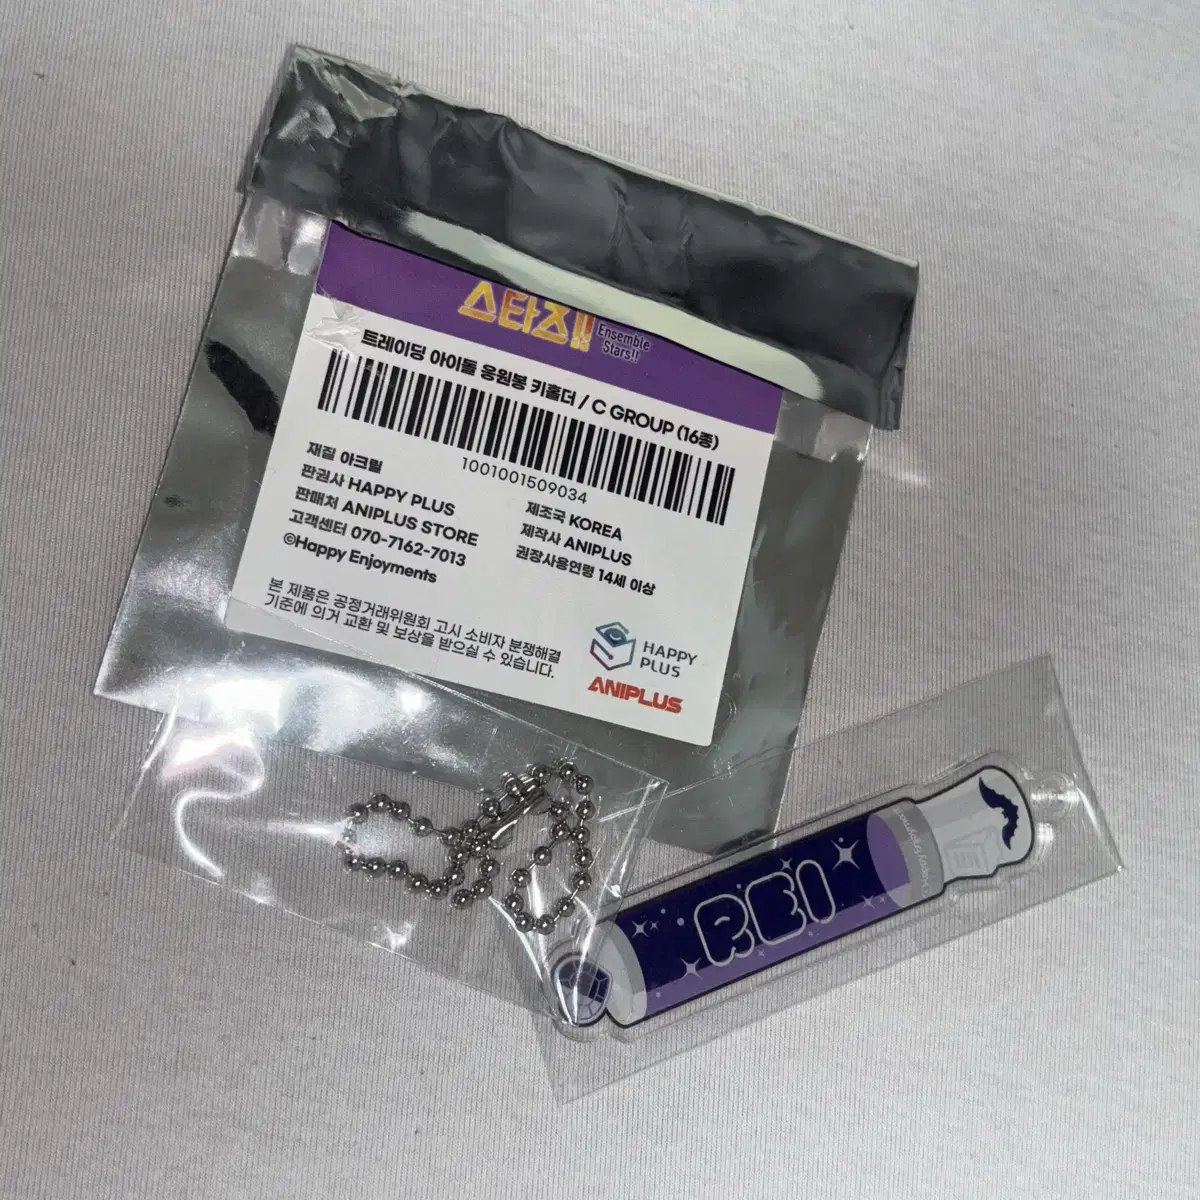 스타즈!!
Ensemble
Stars!!
트레이딩 아이돌 응원봉 키홀더 / C GROUP (16종)
1001001509034
재질 아크릴
판권사 HAPPY PLUS
판매처 ANIPLUS STORE
고객센터 070-7162-7013
©Happy Enjoyments
제조국 KOREA
제작사 ANIPLUS
권장사용연령 14세 이상
본 제품은 공정거래위원회 고시 소비자 분쟁해결
기준에 의거 교환 및 보상을 받으실 수 있습니다.
HAPPY
PLUS
ANIPLUS
REI